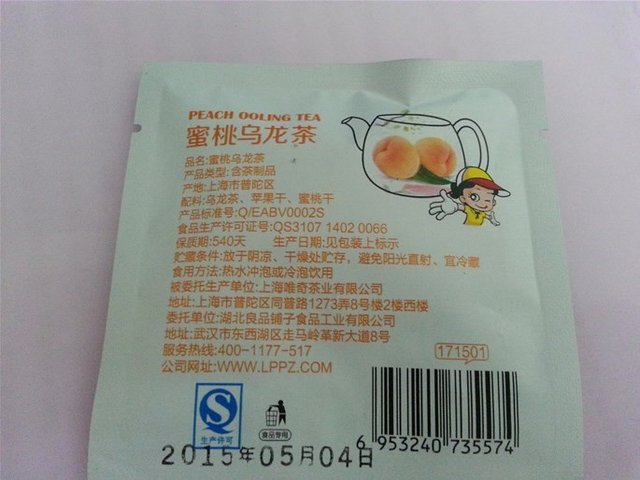 PEACH OOLING TEA
蜜桃乌龙茶
品名:蜜桃乌龙茶
产品类型:含茶制品
产地:上海市普陀区
配料:乌龙茶、苹果干、蜜桃干
产品标准号:Q/EABV0002S
食品生产许可证号:QS3107 1402 0066
保质期:540天 生产日期:见包装上标示
贮藏条件:放于阴凉、干燥处贮存，避免阳光直射、宜冷藏
食用方法:热水冲泡或冷泡饮用
被委托生产单位:上海唯奇茶业有限公司
地址:上海市普陀区同普路1273弄8号楼2楼西楼
委托单位:湖北良品铺子食品工业有限公司
地址:武汉市东西湖区走马岭革新大道8号
服务热线:400-1177-517
171501
公司网址:WWW.LPPZ.COM
生产许可
食品专用
6 953240 735574
2015年05月04日